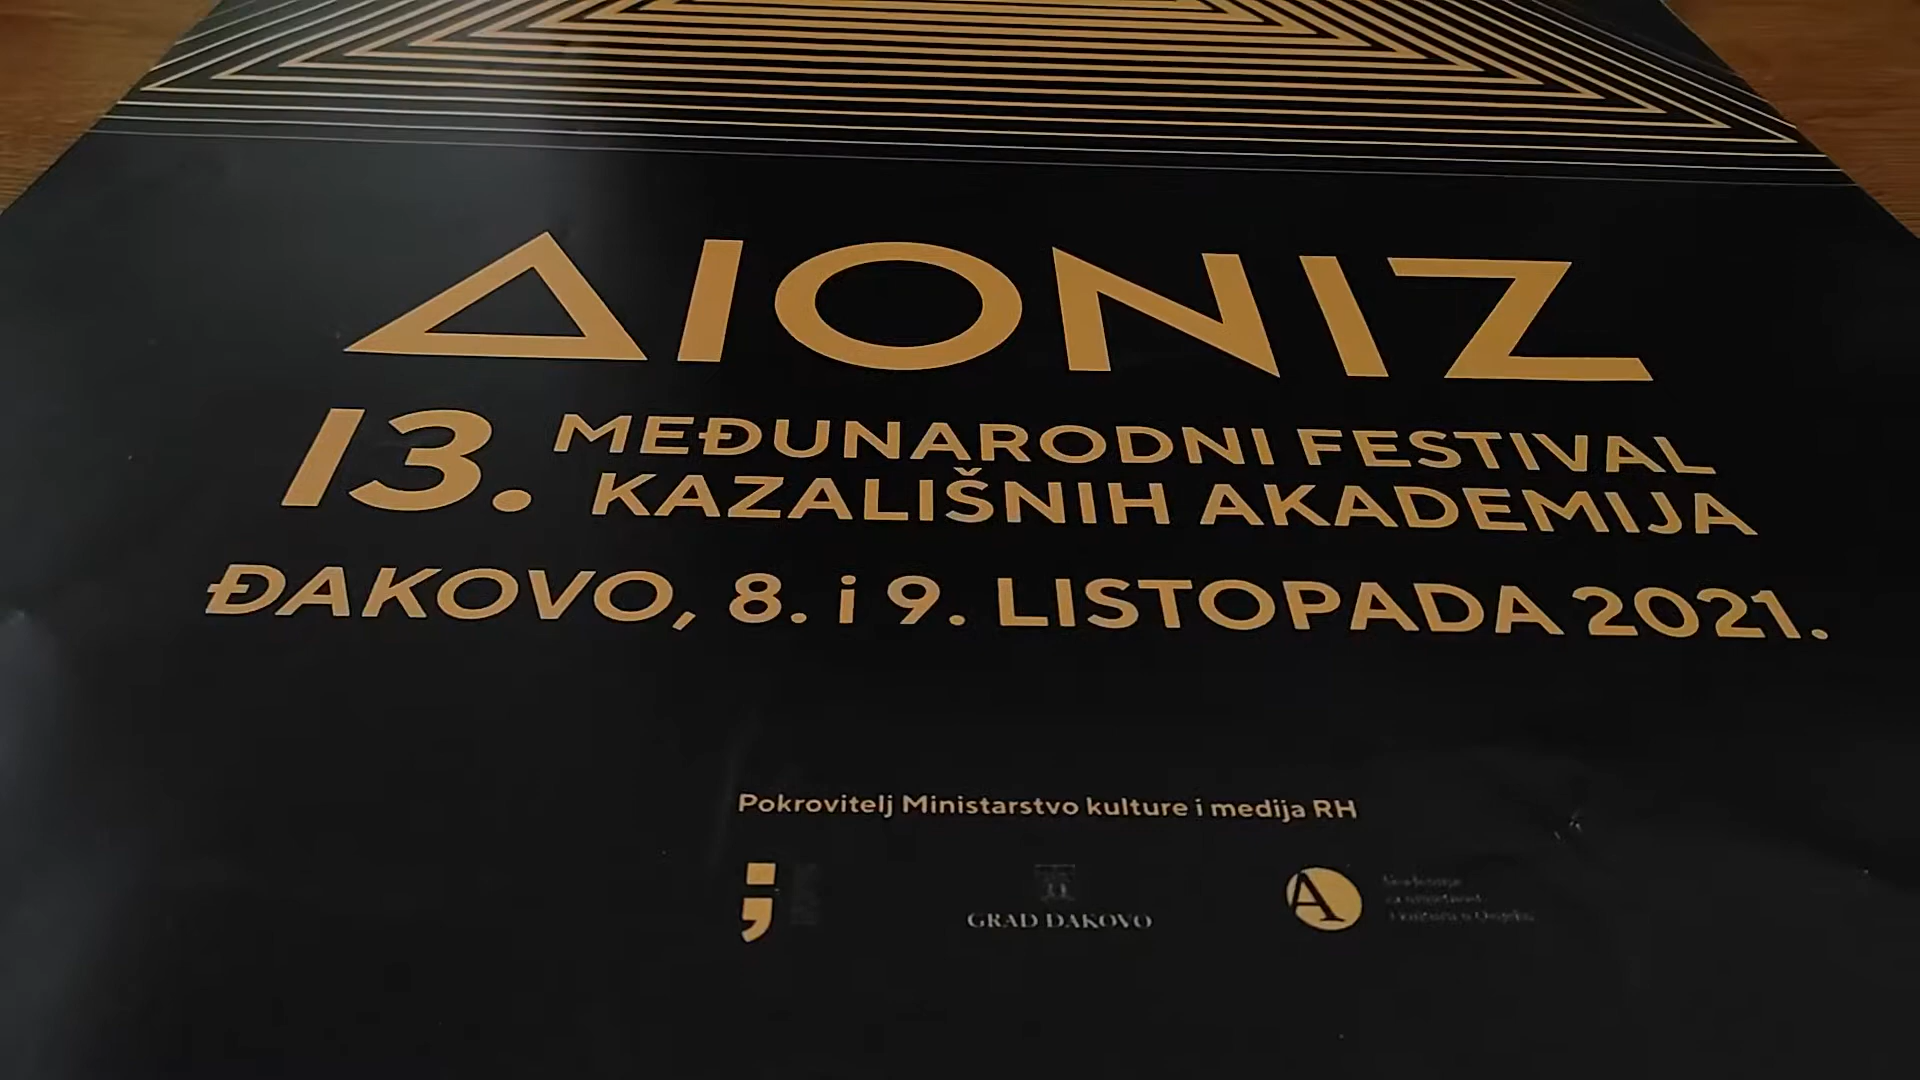 ΔIONIZ
13. MEĐUNARODNI FESTIVAL
KAZALIŠNIH AKADEMIJA
ĐAKOVO, 8. i 9. LISTOPADA 2021.
Pokrovitelj Ministarstvo kulture i medija RH
GRAD ĐAKOVO
A